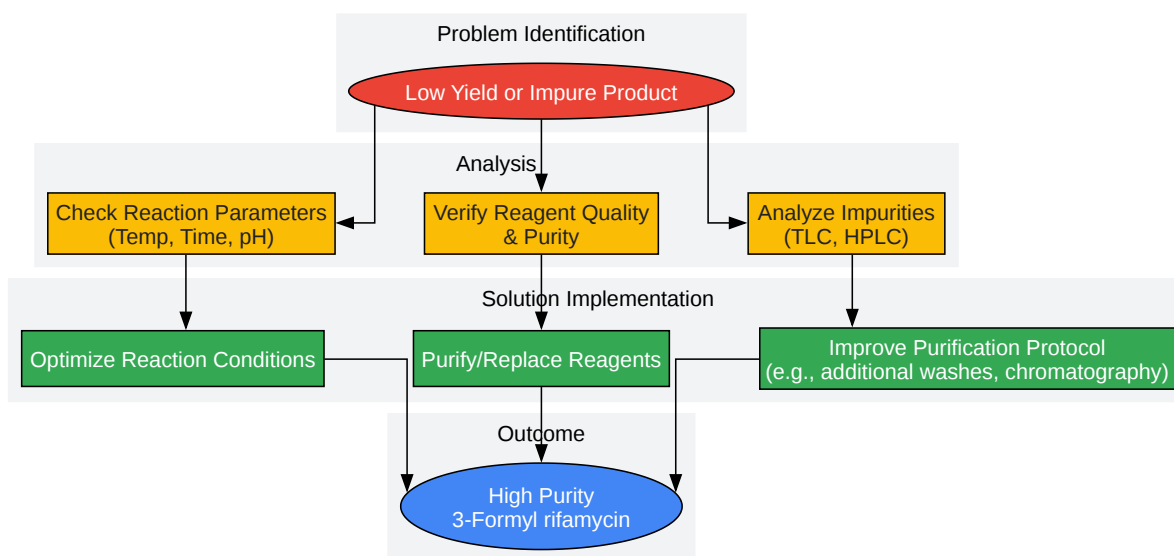 Problem Identification
Low Yield or Impure Product
Analysis
Check Reaction Parameters
(Temp, Time, pH)
Verify Reagent Quality
& Purity
Analyze Impurities
(TLC, HPLC)
Solution Implementation
Optimize Reaction Conditions
Purify/Replace Reagents
Improve Purification Protocol
(e.g., additional washes, chromatography)
Outcome
High Purity
3-Formyl rifamycin